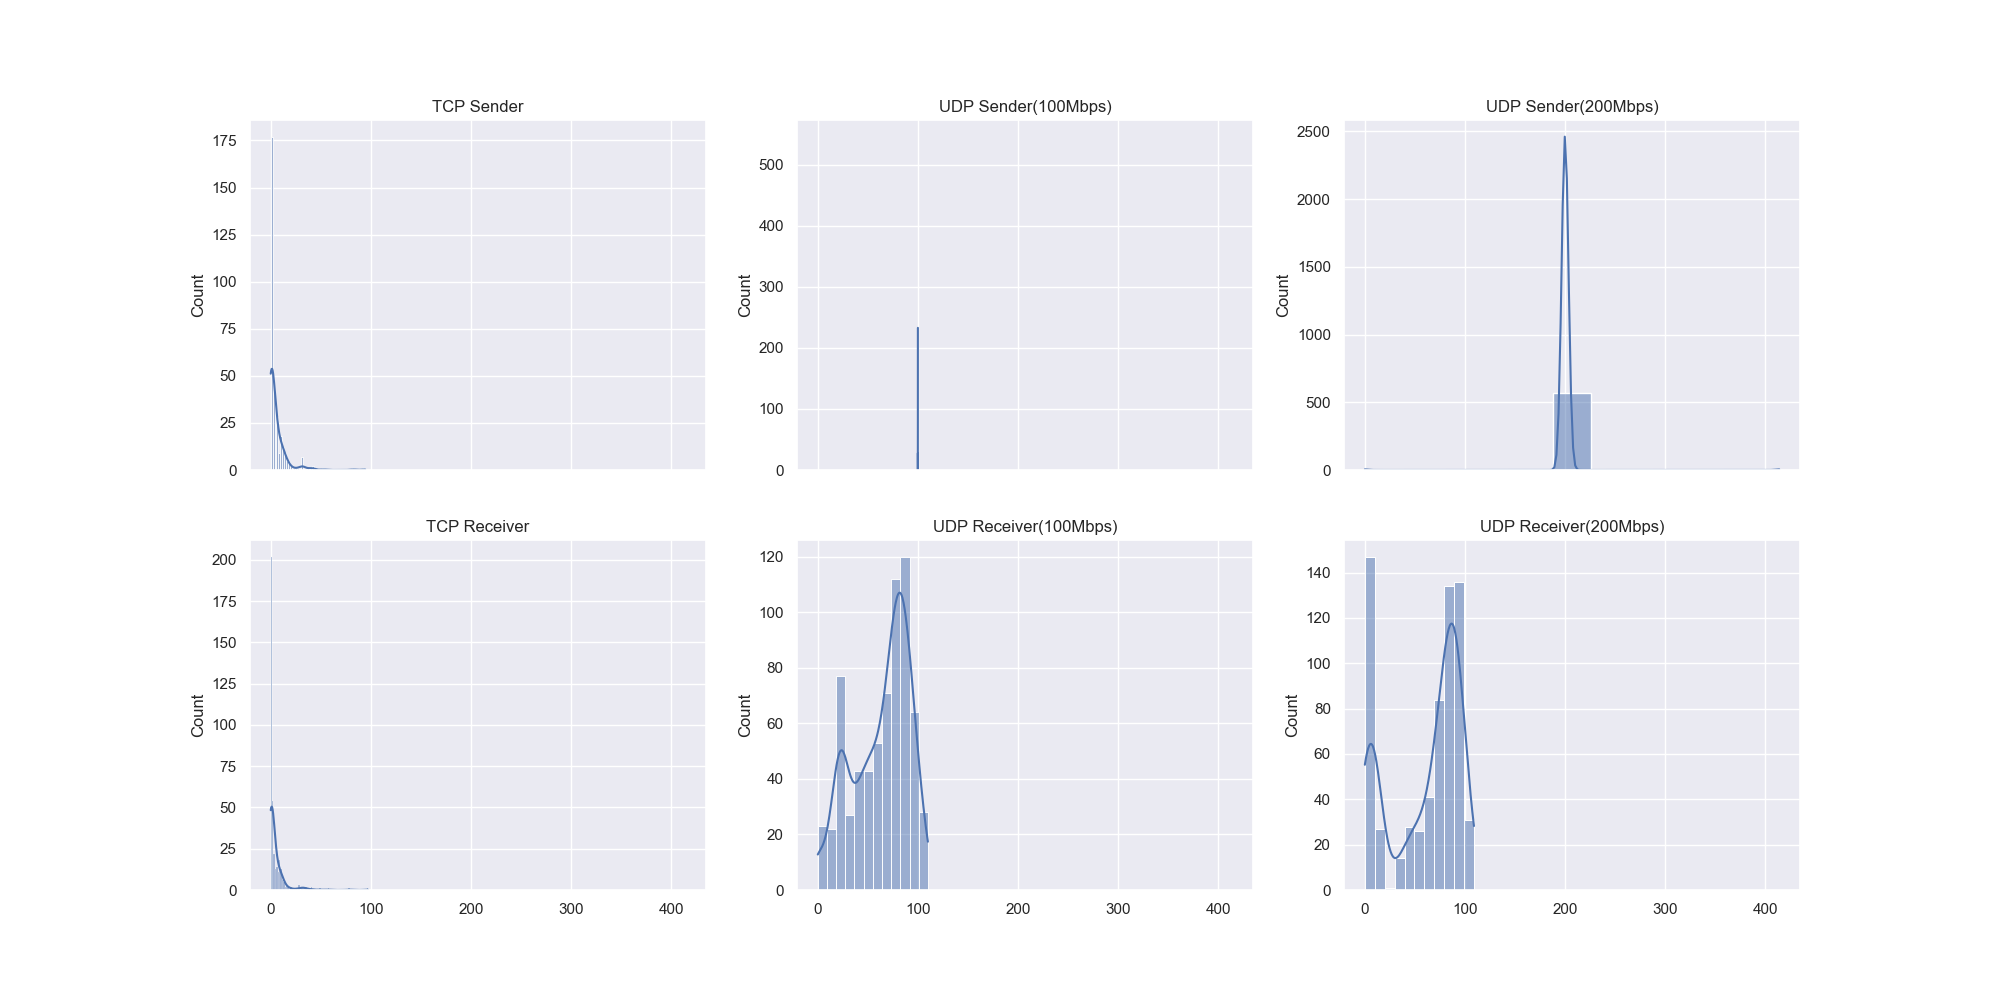 TCP Sender
UDP Sender(100Mbps)
UDP Sender(200Mbps)
175
150
125
100
75
50
25
0
Count
0
100
200
300
400
500
Count
0
500
1000
1500
2000
2500
Count
TCP Receiver
UDP Receiver(100Mbps)
UDP Receiver(200Mbps)
200
175
150
125
100
75
50
25
0
Count
0 100 200 300 400
120
100
80
60
40
20
0
Count
0 100 200 300 400
140
120
100
80
60
40
20
0
Count
0 100 200 300 400